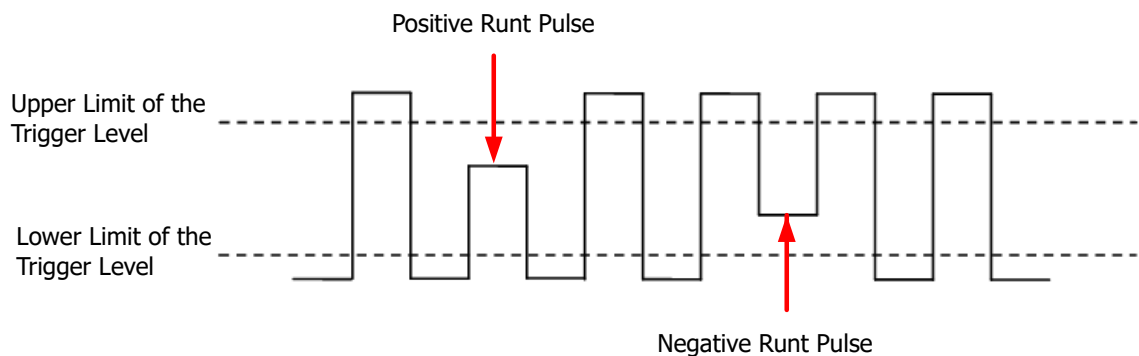 Positive Runt Pulse
Upper Limit of the
Trigger Level
Lower Limit of the
Trigger Level
Negative Runt Pulse